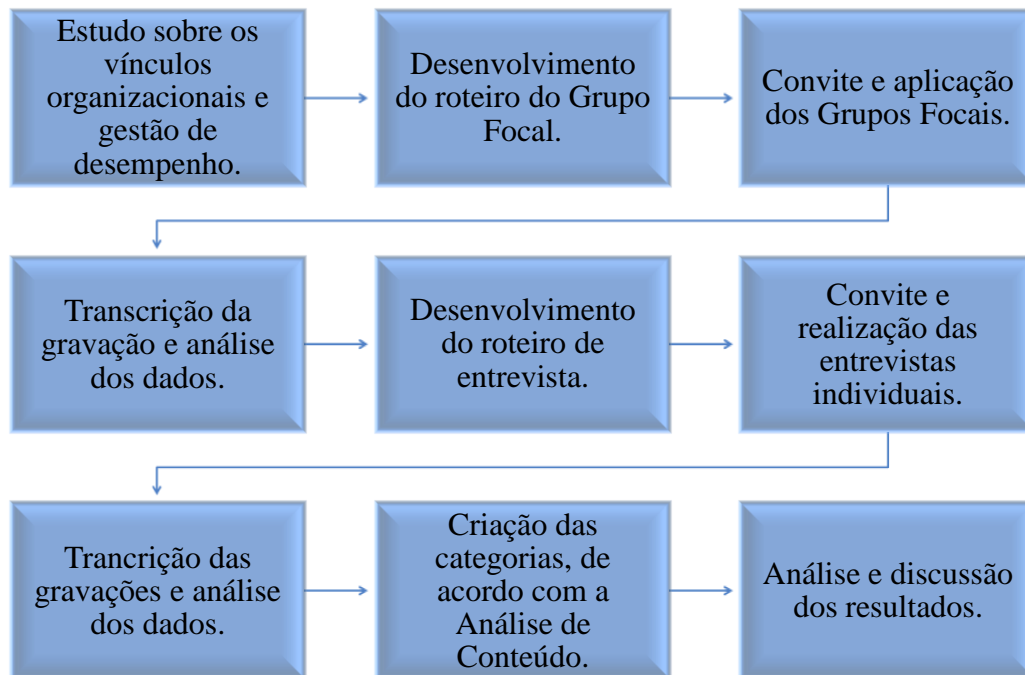 Estudo sobre os
vínculos
organizacionais e
gestão de
desempenho.
Desenvolvimento
do roteiro do Grupo
Focal.
Convite e aplicação
dos Grupos Focais.
Transcrição da
gravação e análise
dos dados.
Desenvolvimento
do roteiro de
entrevista.
Convite e
realização das
entrevistas
individuais.
Trancrição das
gravações e análise
dos dados.
Criação das
categorias, de
acordo com a
Análise de
Conteúdo.
Análise e discussão
dos resultados.